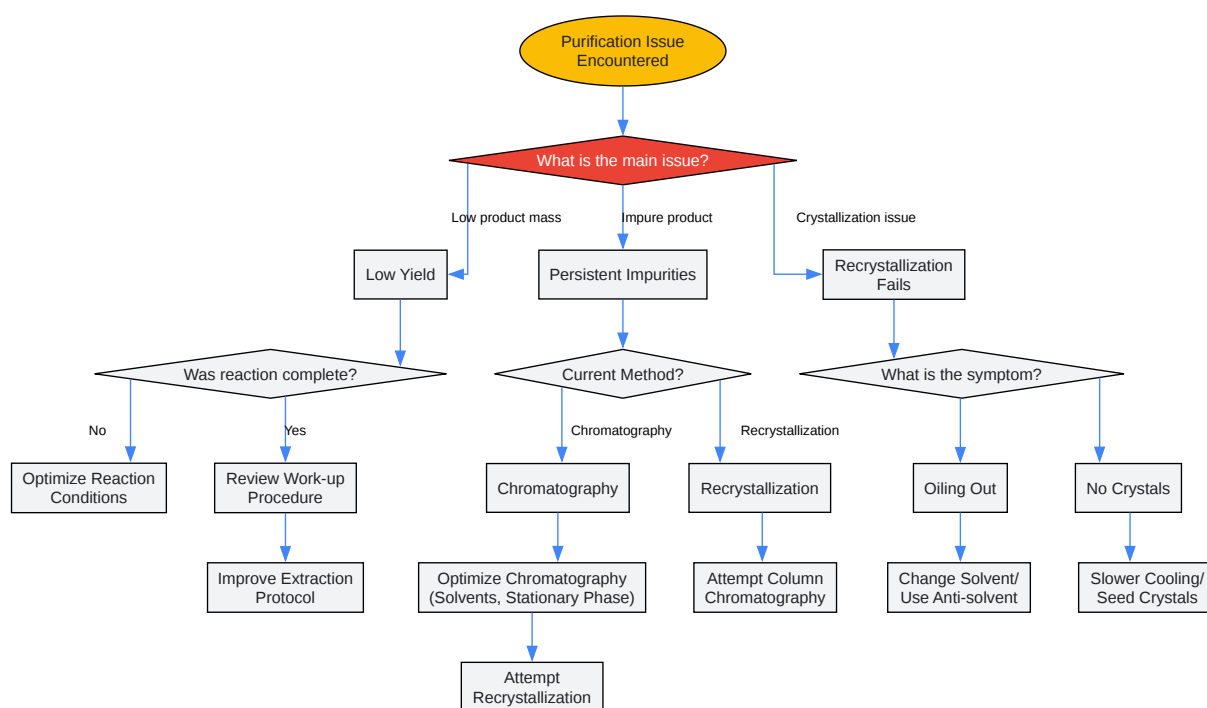 Purification Issue
Encountered
What is the main issue?
Low product mass
Impure product
Crystallization issue
Low Yield
Persistent Impurities
Recrystallization
Fails
Was reaction complete?
Current Method?
What is the symptom?
No
Yes
Chromatography
Recrystallization
Optimize Reaction
Conditions
Review Work-up
Procedure
Chromatography
Recrystallization
Oiling Out
No Crystals
Improve Extraction
Protocol
Optimize Chromatography
(Solvents, Stationary Phase)
Attempt Column
Chromatography
Change Solvent/
Use Anti-solvent
Slower Cooling/
Seed Crystals
Attempt
Recrystallization